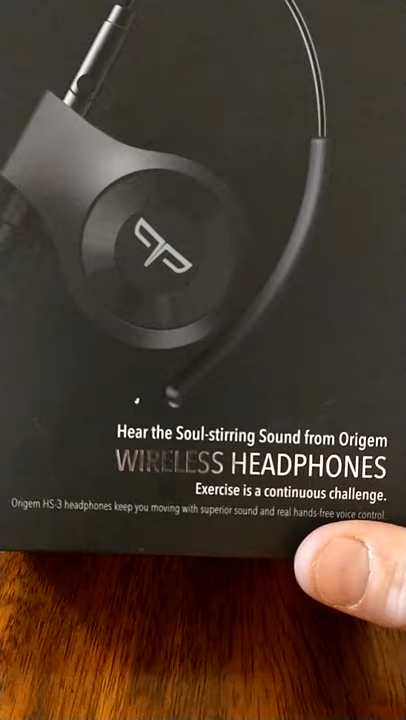 Hear the Soul-stirring Sound from Origem
WIRELESS HEADPHONES
Exercise is a continuous challenge.
Origem HS-3 headphones keep you moving with superior sound and real hands-free voice control.